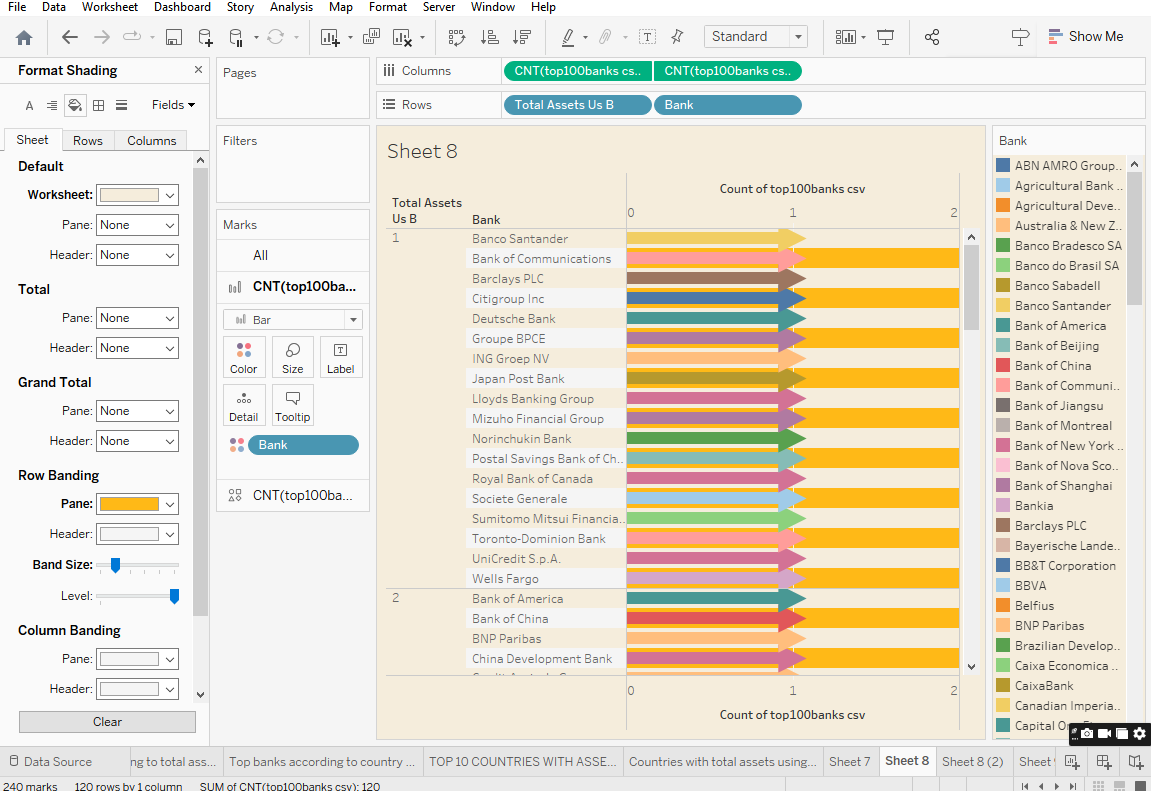 File Data Worksheet Dashboard Story Analysis Map Format Server Window Help
Standard
Show Me
Format Shading
Fields
Sheet Rows Columns
Default
Worksheet:
Pane: None
Header: None
Total
Pane: None
Header: None
Grand Total
Pane: None
Header: None
Row Banding
Pane:
Header:
Band Size:
Level:
Column Banding
Pane:
Header:
Clear
Pages
Filters
Marks
All
CNT(top100ba...
Bar
Color Size Label
Detail Tooltip
Bank
CNT(top100ba...
Columns CNT(top100banks cs.. CNT(top100banks cs..
Rows Total Assets Us B Bank
Sheet 8
Count of top100banks csv
Total Assets
Us B Bank
0 1 2
1 Banco Santander
Bank of Communications
Barclays PLC
Citigroup Inc
Deutsche Bank
Groupe BPCE
ING Groep NV
Japan Post Bank
Lloyds Banking Group
Mizuho Financial Group
Norinchukin Bank
Postal Savings Bank of Ch..
Royal Bank of Canada
Societe Generale
Sumitomo Mitsui Financia..
Toronto-Dominion Bank
UniCredit S.p.A.
Wells Fargo
2 Bank of America
Bank of China
BNP Paribas
China Development Bank
0 1 2
Count of top100banks csv
Bank
ABN AMRO Group..
Agricultural Bank ..
Agricultural Deve..
Australia & New Z..
Banco Bradesco SA
Banco do Brasil SA
Banco Sabadell
Banco Santander
Bank of America
Bank of Beijing
Bank of China
Bank of Communi..
Bank of Jiangsu
Bank of Montreal
Bank of New York ..
Bank of Nova Sco..
Bank of Shanghai
Bankia
Barclays PLC
Bayerische Lande..
BB&T Corporation
BBVA
Belfius
BNP Paribas
Brazilian Develop..
Caixa Economica ..
CaixaBank
Canadian Imperia..
Capital On
Data Source ng to total ass... Top banks according to country ... TOP 10 COUNTRIES WITH ASSE... Countries with total assets using... Sheet 7 Sheet 8 Sheet 8 (2) Sheet
240 marks 120 rows by 1 column SUM of CNT(top100banks csv): 120